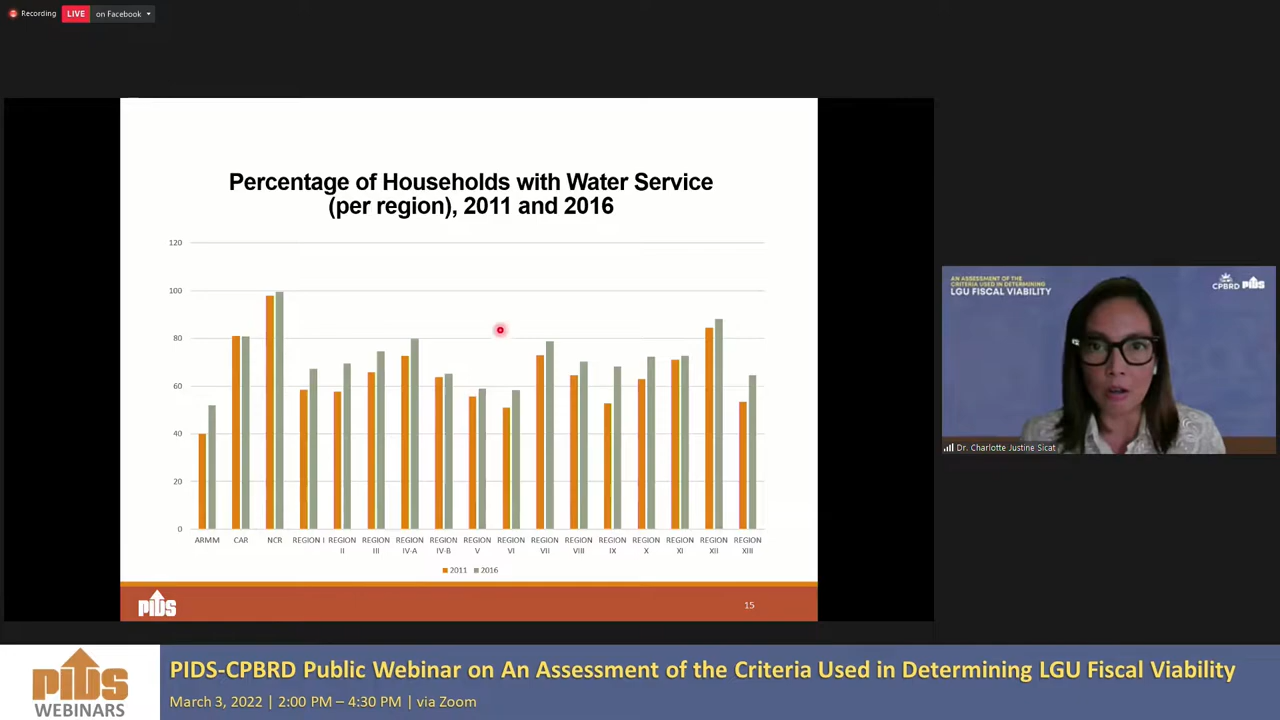 Recording
LIVE
on Facebook
Percentage of Households with Water Service
(per region), 2011 and 2016
120
100
80
60
40
20
0
ARMM CAR NCR REGION I REGION II REGION III REGION IV-A REGION IV-B REGION V REGION VI REGION VII REGION VIII REGION IX REGION X REGION XI REGION XII REGION XIII
2011 2016
PIDS
15
AN ASSESSMENT OF THE
CRITERIA USED IN DETERMINING
LGU FISCAL VIABILITY
CPBRD PIDS
Dr. Charlotte Justine Sicat
PIDS
WEBINARS
PIDS-CPBRD Public Webinar on An Assessment of the Criteria Used in Determining LGU Fiscal Viability
March 3, 2022 | 2:00 PM – 4:30 PM | via Zoom